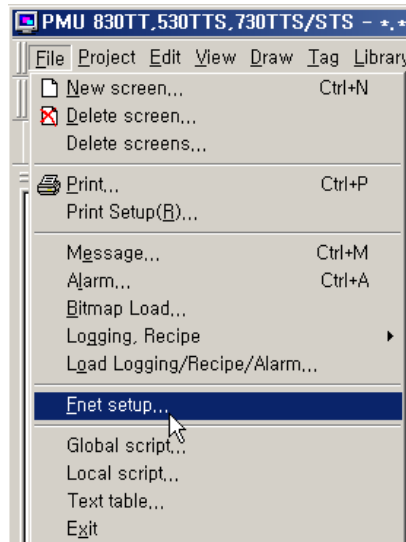 PMU 830TT,530TTS,730TTS/STS - *,*
File Project Edit View Draw Tag Library
New screen,,, Ctrl+N
Delete screen,,,
Delete screens,,,
Print,,, Ctrl+P
Print Setup(R),,,
Message,,, Ctrl+M
Alarm,,, Ctrl+A
Bitmap Load,,,
Logging, Recipe
Load Logging/Recipe/Alarm,,,
Enet setup,,,
Global script,,,
Local script,,,
Text table,,,
Exit